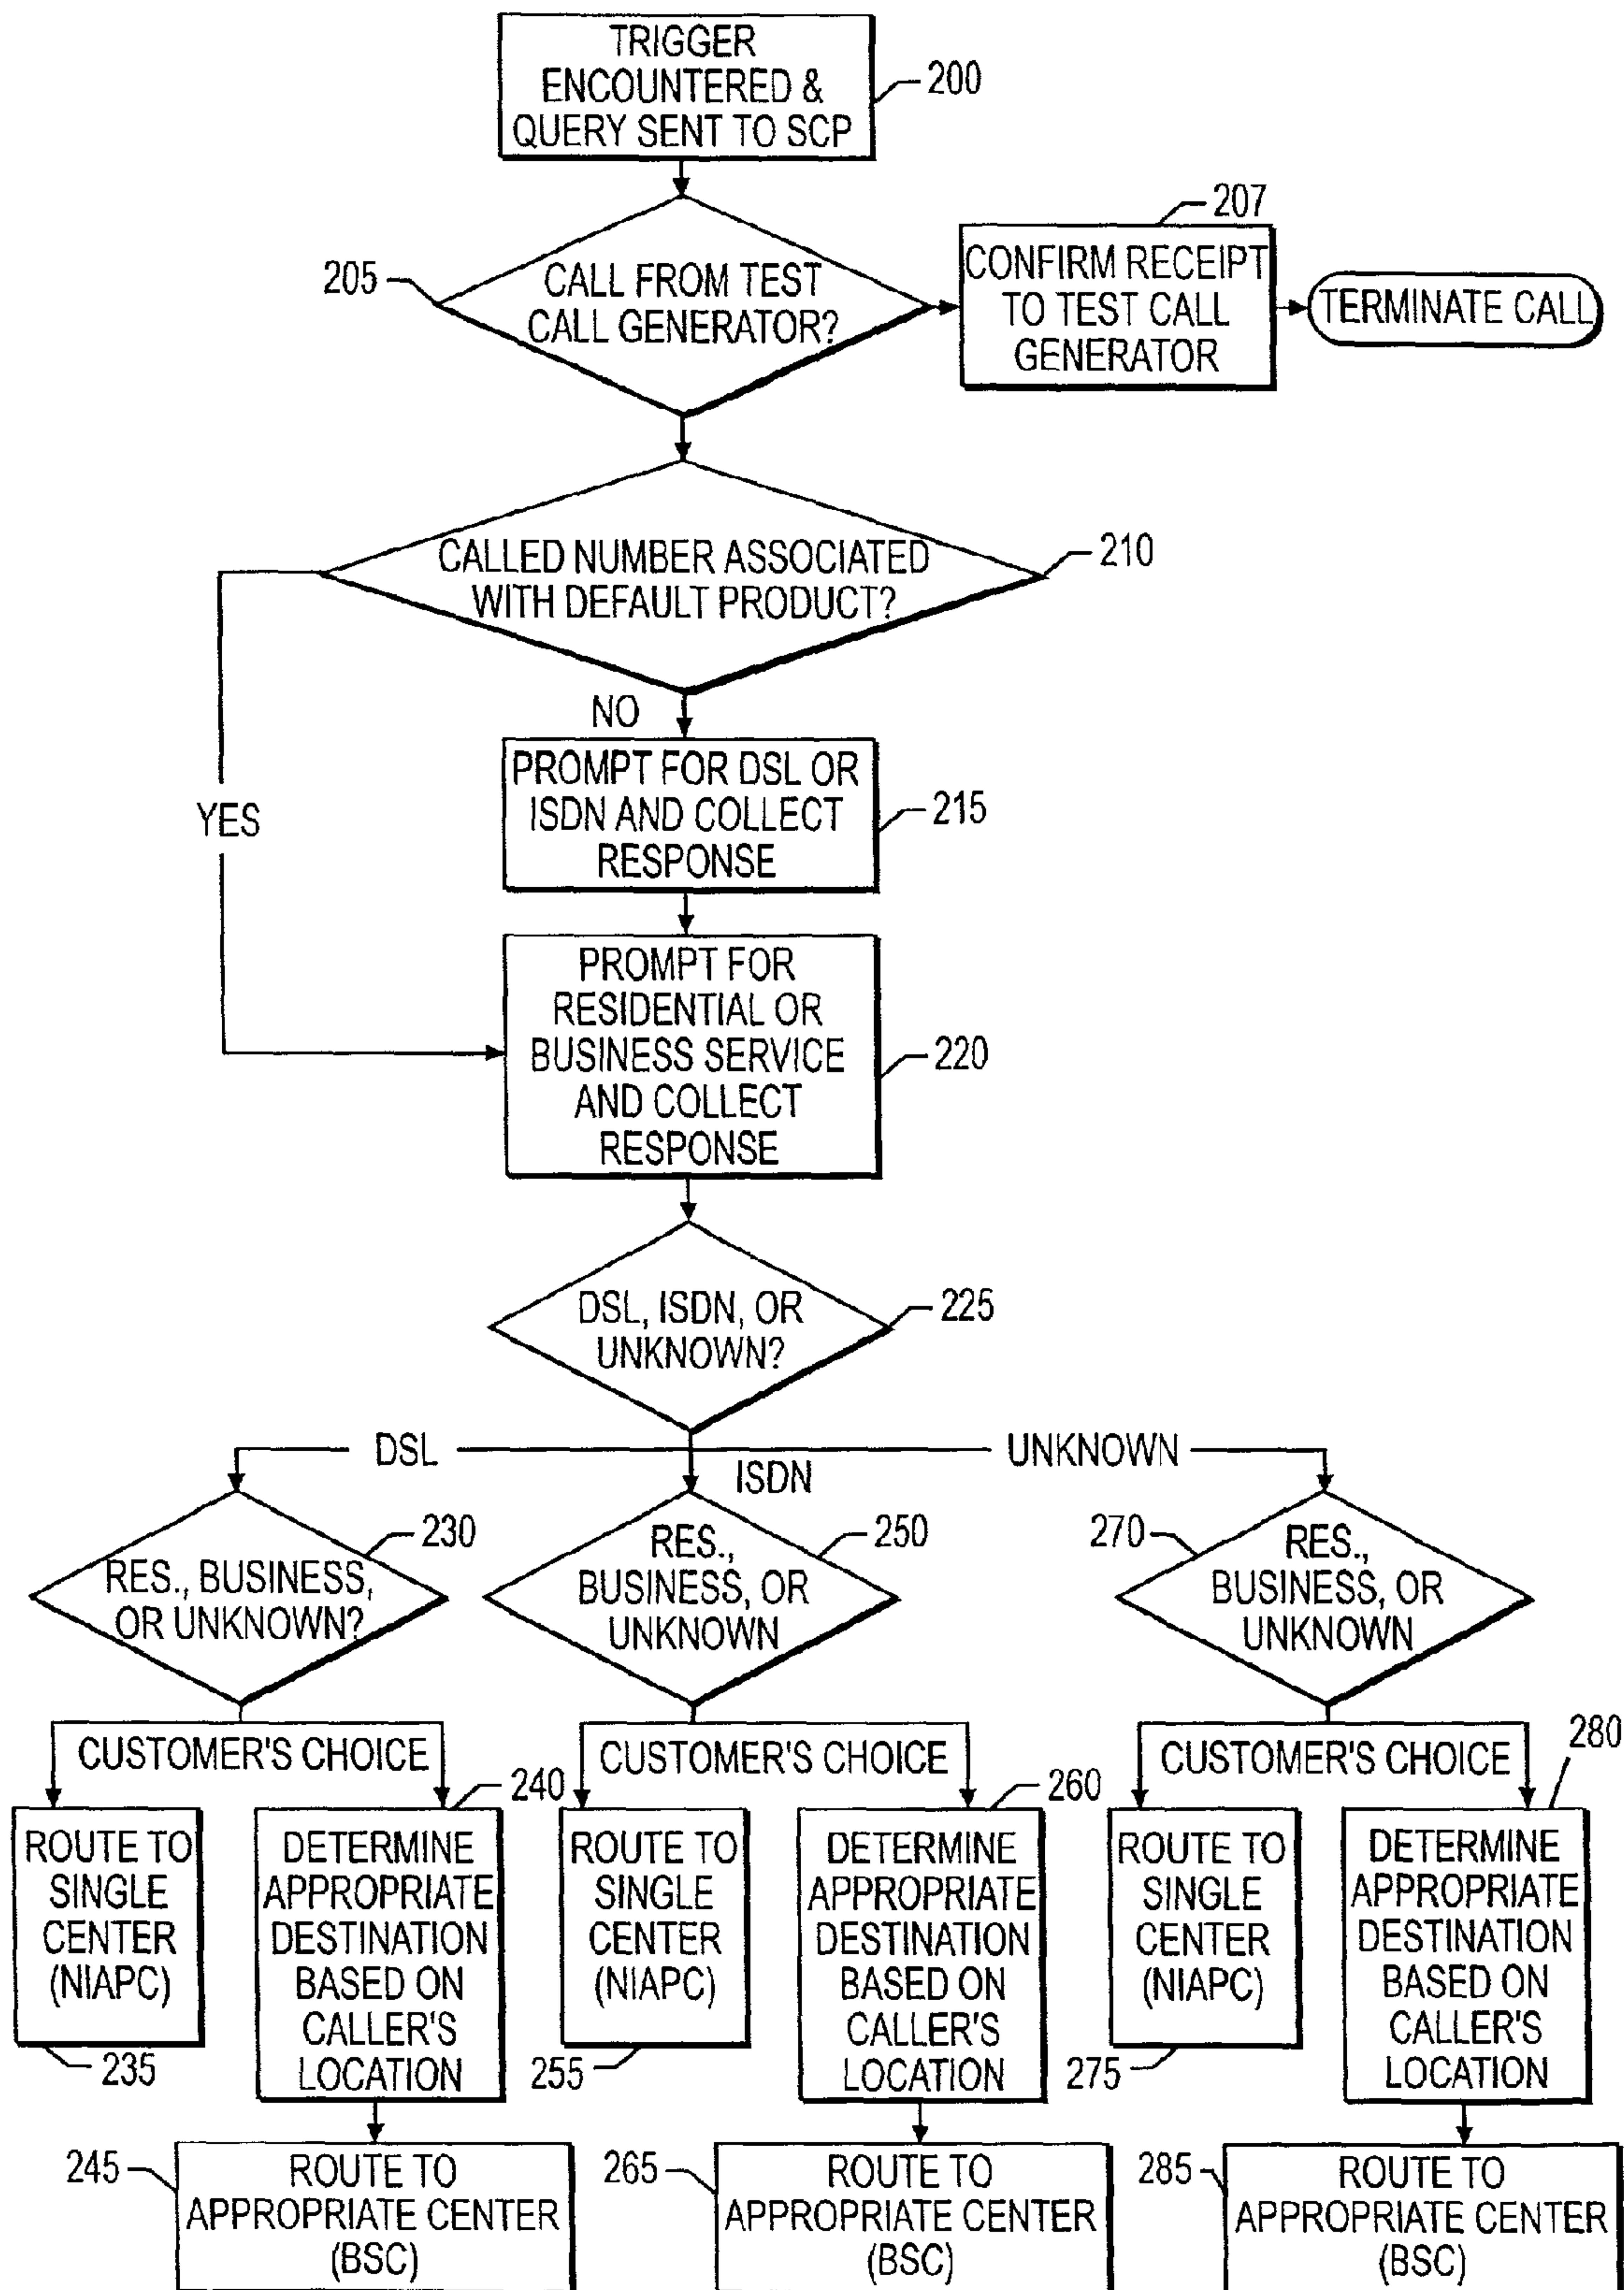 TRIGGER
ENCOUNTERED &
QUERY SENT TO SCP
200
207
205
CALL FROM TEST
CALL GENERATOR?
CONFIRM RECEIPT
TO TEST CALL
GENERATOR
TERMINATE CALL
CALLED NUMBER ASSOCIATED
WITH DEFAULT PRODUCT?
210
NO
YES
PROMPT FOR DSL OR
ISDN AND COLLECT
RESPONSE
215
PROMPT FOR
RESIDENTIAL OR
BUSINESS SERVICE
AND COLLECT
RESPONSE
220
DSL, ISDN, OR
UNKNOWN?
225
DSL
ISDN
UNKNOWN
RES., BUSINESS,
OR UNKNOWN?
230
RES.,
BUSINESS, OR
UNKNOWN
250
270
RES.,
BUSINESS, OR
UNKNOWN
CUSTOMER'S CHOICE
CUSTOMER'S CHOICE
CUSTOMER'S CHOICE
ROUTE TO
SINGLE
CENTER
(NIAPC)
235
240
DETERMINE
APPROPRIATE
DESTINATION
BASED ON
CALLER'S
LOCATION
ROUTE TO
SINGLE
CENTER
(NIAPC)
255
260
DETERMINE
APPROPRIATE
DESTINATION
BASED ON
CALLER'S
LOCATION
ROUTE TO
SINGLE
CENTER
(NIAPC)
275
280
DETERMINE
APPROPRIATE
DESTINATION
BASED ON
CALLER'S
LOCATION
245
ROUTE TO
APPROPRIATE CENTER
(BSC)
265
ROUTE TO
APPROPRIATE CENTER
(BSC)
285
ROUTE TO
APPROPRIATE CENTER
(BSC)